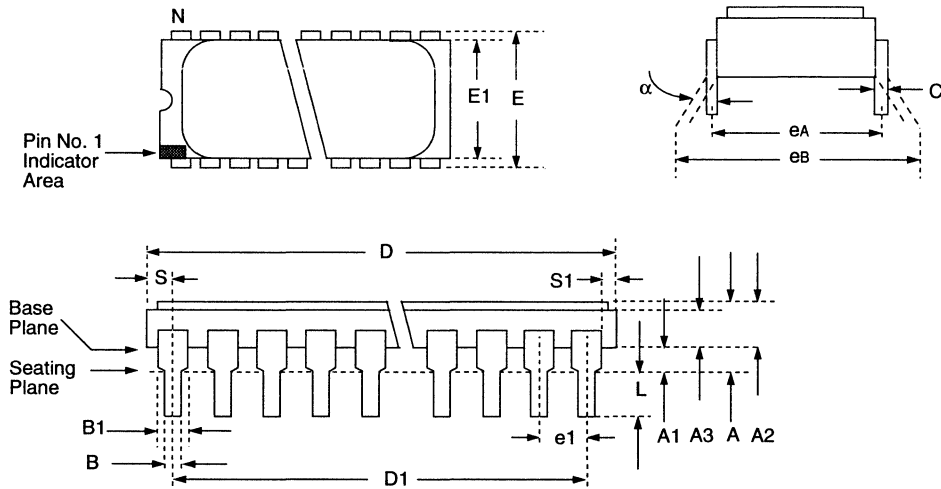 N
E1
E
Pin No. 1
Indicator
Area
α
C
eA
eB
D
S
S1
Base
Plane
Seating
Plane
L
B1
e1
A1
A3
A
A2
B
D1